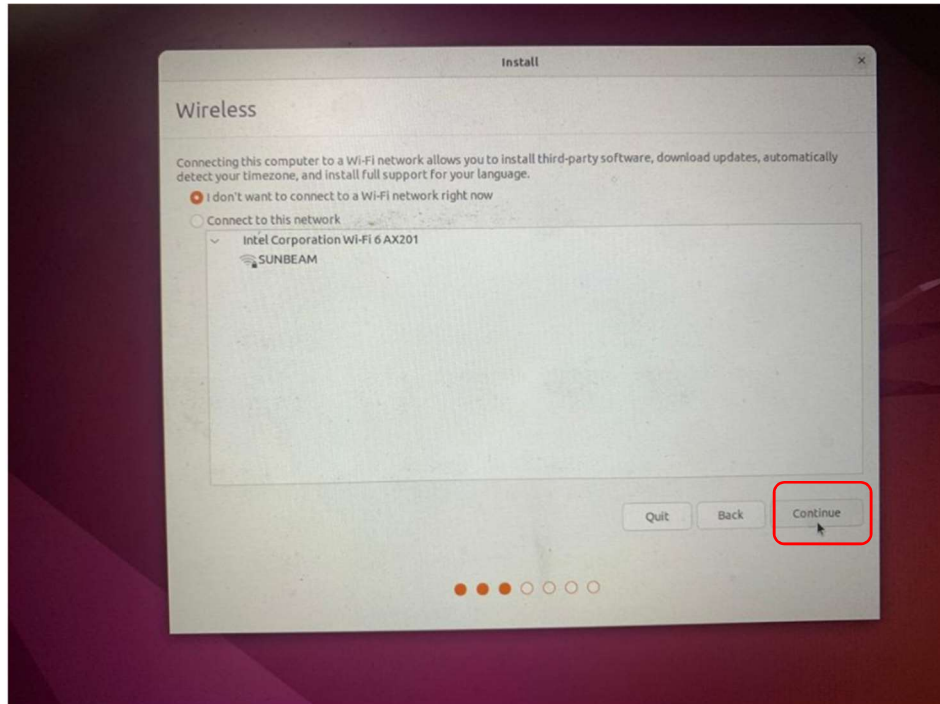 Install
Wireless
Connecting this computer to a Wi-Fi network allows you to install third-party software, download updates, automatically
detect your timezone, and install full support for your language.
I don't want to connect to a Wi-Fi network right now
Connect to this network
Intel Corporation Wi-Fi 6 AX201
SUNBEAM
Quit
Back
Continue